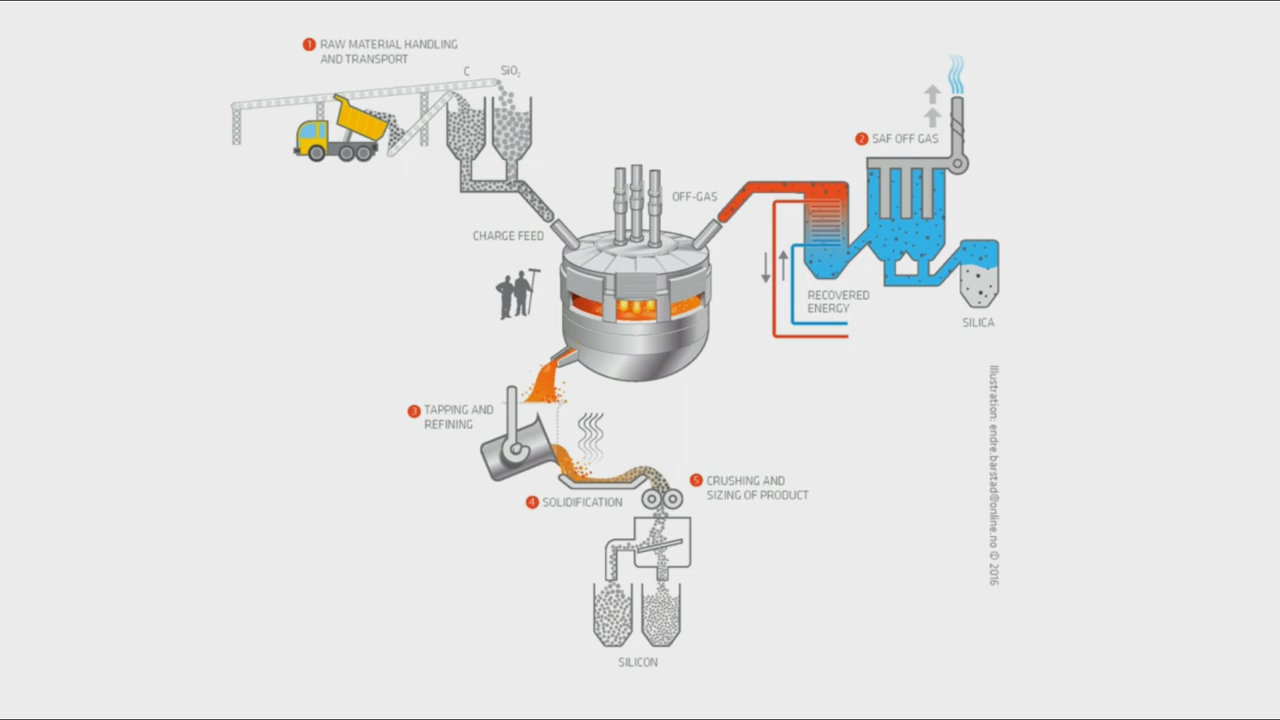 1 RAW MATERIAL HANDLING
AND TRANSPORT
C
SiO₂
2 SAF OFF GAS
OFF-GAS
CHARGE FEED
RECOVERED
ENERGY
SILICA
3 TAPPING AND
REFINING
4 SOLIDIFICATION
5 CRUSHING AND
SIZING OF PRODUCT
SILICON
Illustration: endre.barstad@online.no © 2016